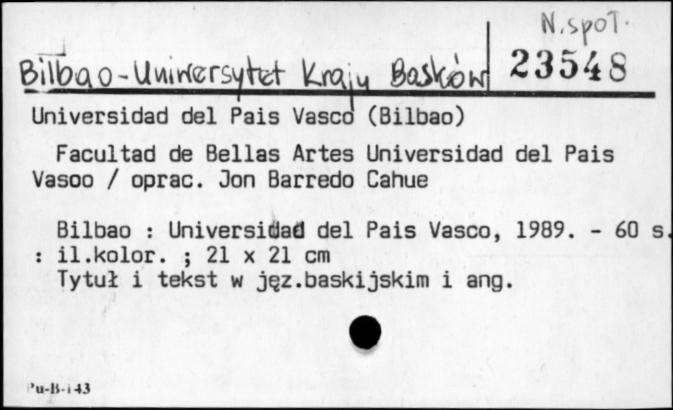 N. społ.
23548
Bilbao - Uniwersytet Kraju Basków
Universidad del Pais Vasco (Bilbao)
Facultad de Bellas Artes Universidad del Pais
Vasoo / oprac. Jon Barredo Cahue
Bilbao : Universidad del Pais Vasco, 1989. - 60 s.
: il.kolor. ; 21 x 21 cm
Tytuł i tekst w jęz.baskijskim i ang.
Pu-B-143